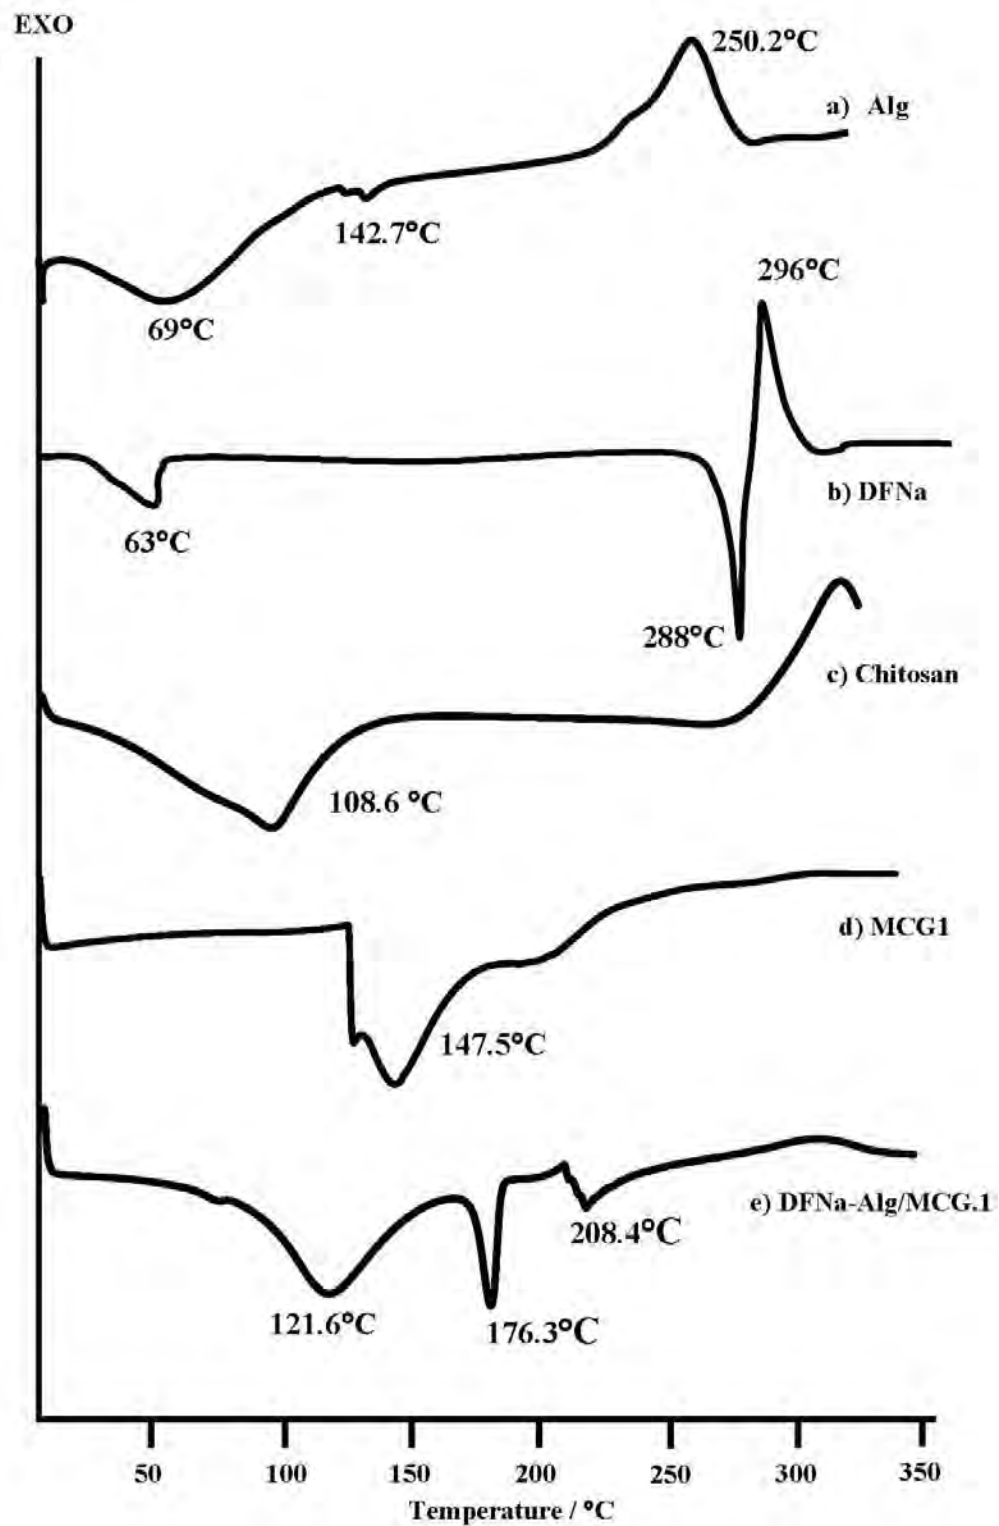 EXO
250.2°C
a) Alg
142.7°C
69°C
296°C
b) DFNa
63°C
288°C
c) Chitosan
108.6 °C
d) MCG1
147.5°C
e) DFNa-Alg/MCG.1
208.4°C
121.6°C
176.3°C
50 100 150 200 250 300 350
Temperature / °C